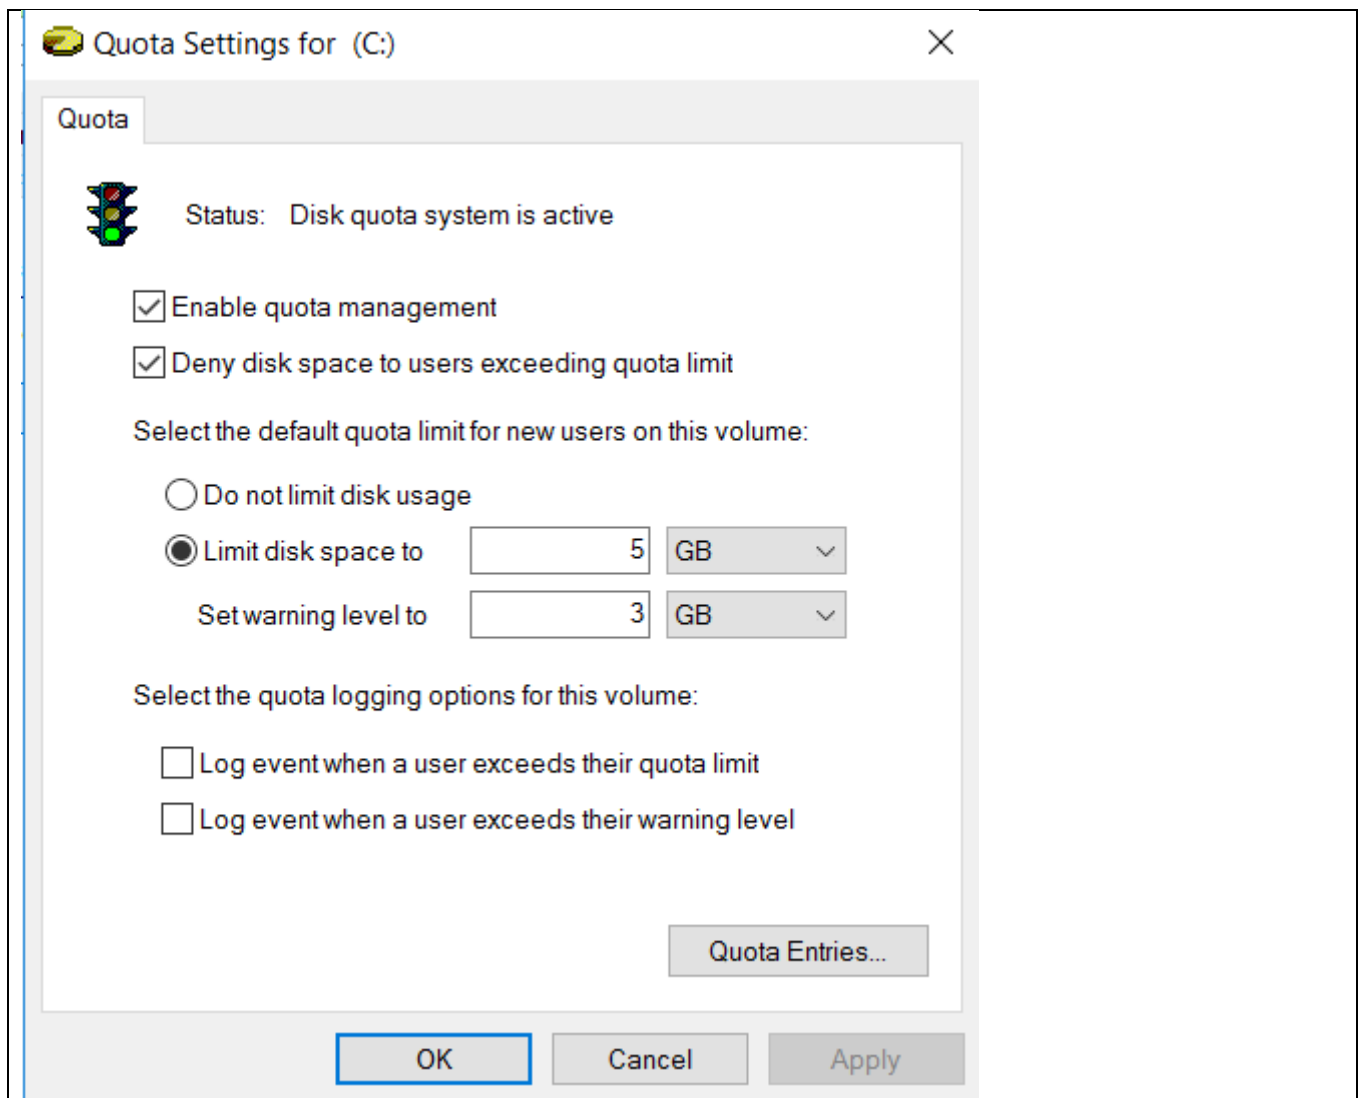 Quota Settings for (C:)
Quota
Status: Disk quota system is active
Enable quota management
Deny disk space to users exceeding quota limit
Select the default quota limit for new users on this volume:
Do not limit disk usage
Limit disk space to 5 GB
Set warning level to 3 GB
Select the quota logging options for this volume:
Log event when a user exceeds their quota limit
Log event when a user exceeds their warning level
Quota Entries...
OK Cancel Apply